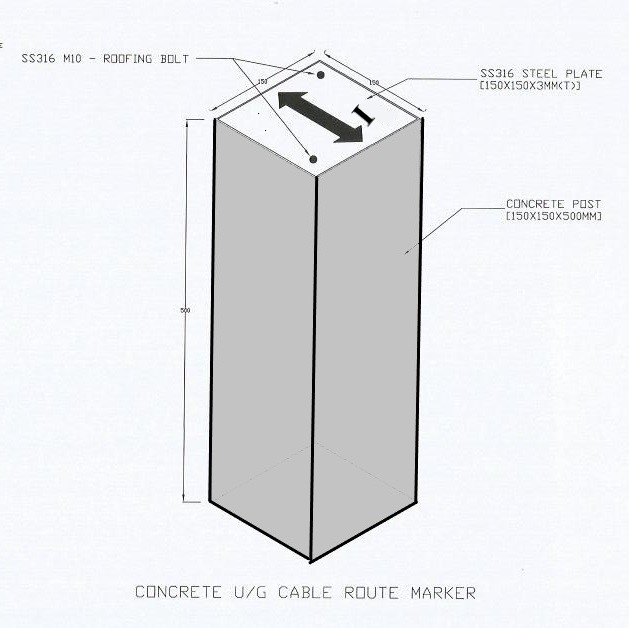 E
SS316 M10 - ROOFING BOLT
150
150
SS316 STEEL PLATE
[150X150X3MM(T)]
I
CONCRETE POST
[150X150X500MM]
500
CONCRETE U/G CABLE ROUTE MARKER